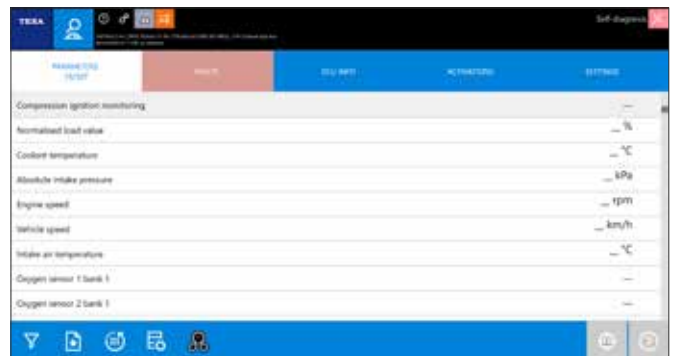 TEXA
Self-diagnosis
PARAMETERS
FAULTS
ECU INFO
ACTIVATIONS
SETTINGS
Compression ignition monitoring
Normalised load value
%
Coolant temperature
°C
Absolute intake pressure
kPa
Engine speed
rpm
Vehicle speed
km/h
Intake air temperature
°C
Oxygen sensor 1 bank 1
Oxygen sensor 2 bank 1